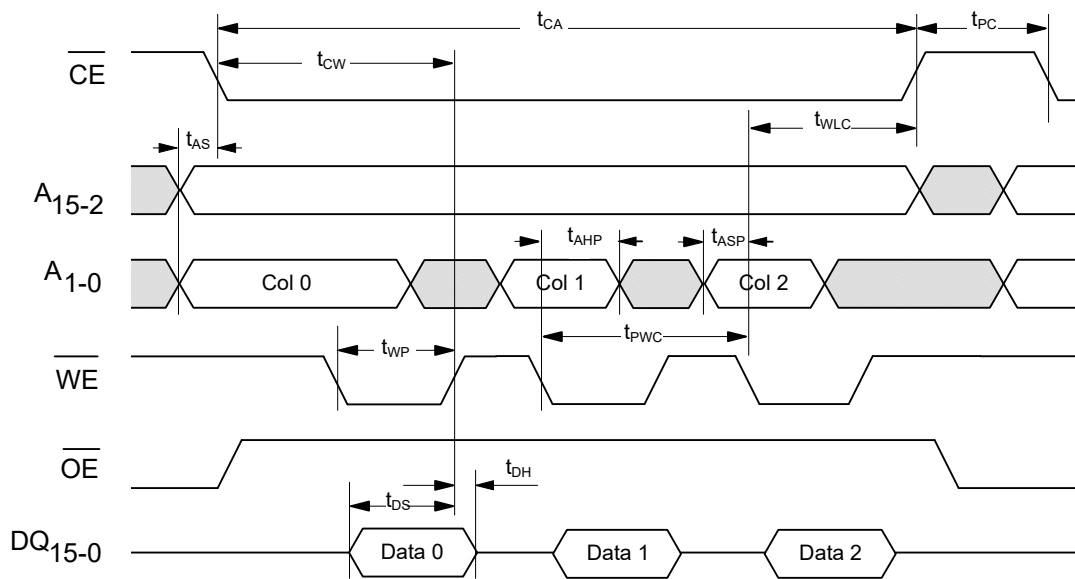 tCA
tPC
CE
tCW
tWLC
tAS
A15-2
tAHP
tASP
A1-0
Col 0
Col 1
Col 2
tPWC
tWP
WE
OE
tDH
tDS
DQ15-0
Data 0
Data 1
Data 2